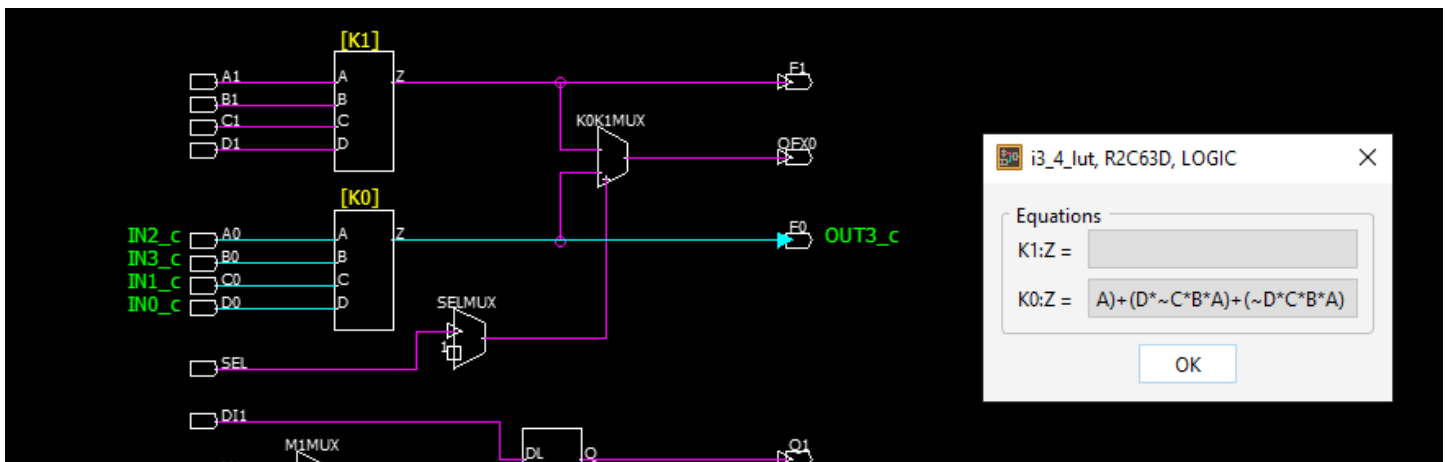 [K1]
A1
B1
C1
D1
A
B
C
D
Z
F1
K0K1MUX
OFX0
[K0]
IN2_c
IN3_c
IN1_c
IN0_c
A0
B0
C0
D0
A
B
C
D
Z
F0
OUT3_c
SELMUX
1
SEL
DI1
M1MUX
DL
Q
Q1
i3_4_lut, R2C63D, LOGIC
Equations
K1:Z =
K0:Z = A)+(D*~C*B*A)+(~D*C*B*A)
OK